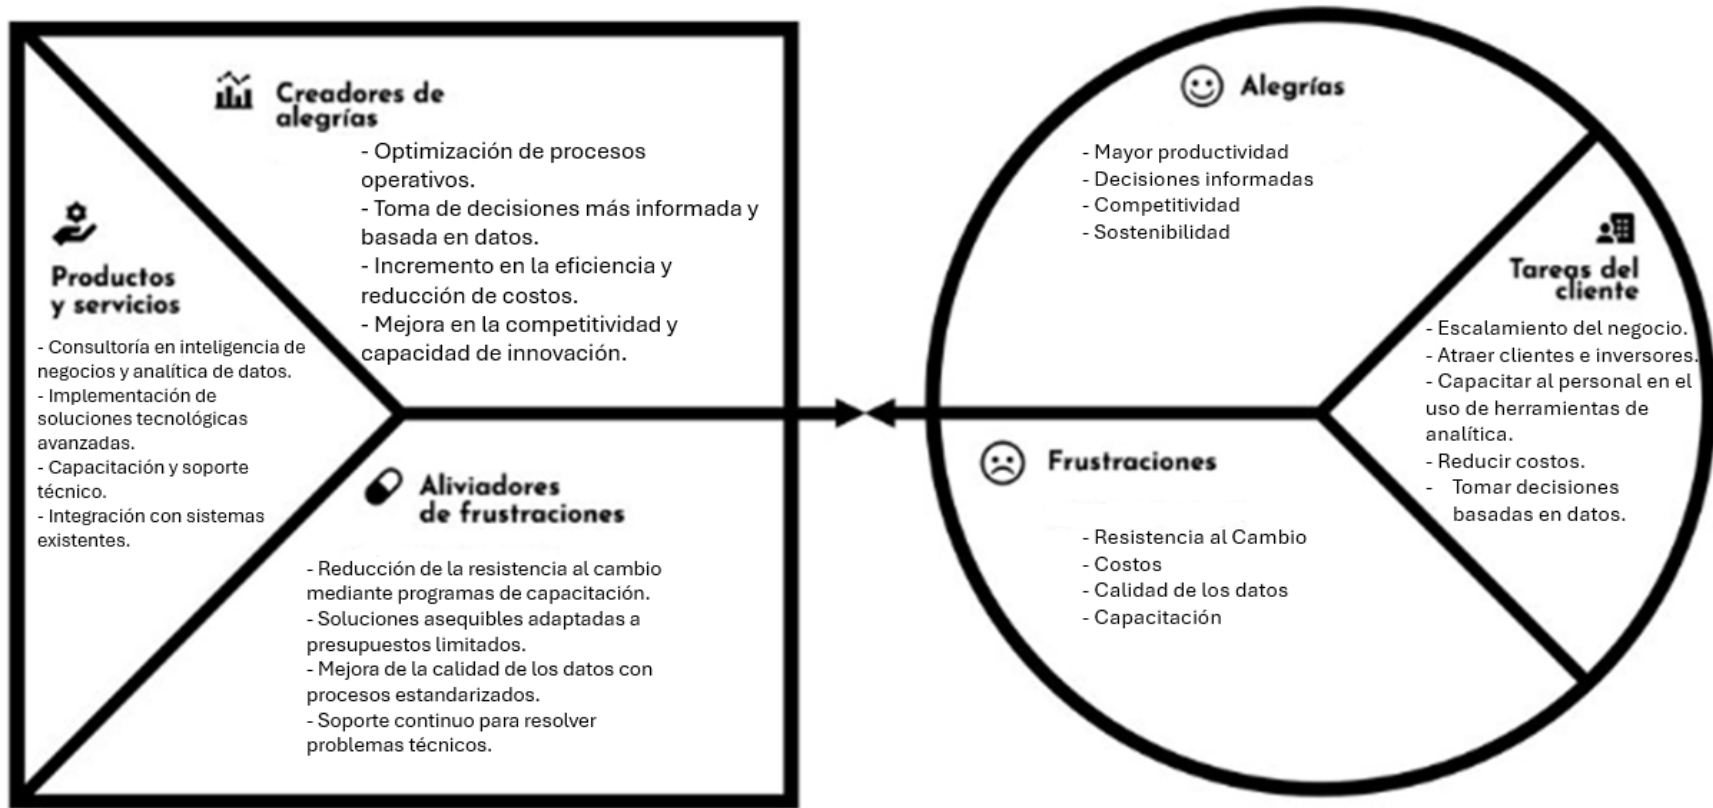 Creadores de
alegrías
- Optimización de procesos
operativos.
- Toma de decisiones más informada y
basada en datos.
- Incremento en la eficiencia y
reducción de costos.
- Mejora en la competitividad y
capacidad de innovación.
Productos
y servicios
- Consultoría en inteligencia de
negocios y analítica de datos.
- Implementación de
soluciones tecnológicas
avanzadas.
- Capacitación y soporte
técnico.
- Integración con sistemas
existentes.
Aliviadores
de frustraciones
- Reducción de la resistencia al cambio
mediante programas de capacitación.
- Soluciones asequibles adaptadas a
presupuestos limitados.
- Mejora de la calidad de los datos con
procesos estandarizados.
- Soporte continuo para resolver
problemas técnicos.
Alegrías
- Mayor productividad
- Decisiones informadas
- Competitividad
- Sostenibilidad
Tareas del
cliente
- Escalamiento del negocio.
- Atraer clientes e inversores.
- Capacitar al personal en el
uso de herramientas de
analítica.
- Reducir costos.
- Tomar decisiones
basadas en datos.
Frustraciones
- Resistencia al Cambio
- Costos
- Calidad de los datos
- Capacitación